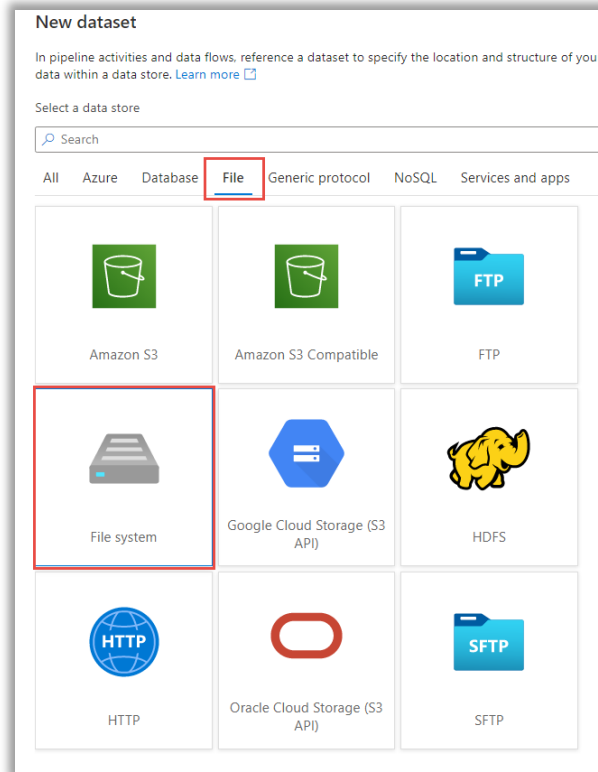 New dataset
In pipeline activities and data flows, reference a dataset to specify the location and structure of you
data within a data store. Learn more
Select a data store
Search
All Azure Database File Generic protocol NoSQL Services and apps
Amazon S3
Amazon S3 Compatible
FTP
FTP
File system
Google Cloud Storage (S3
API)
HDFS
HTTP
HTTP
Oracle Cloud Storage (S3
API)
SFTP
SFTP